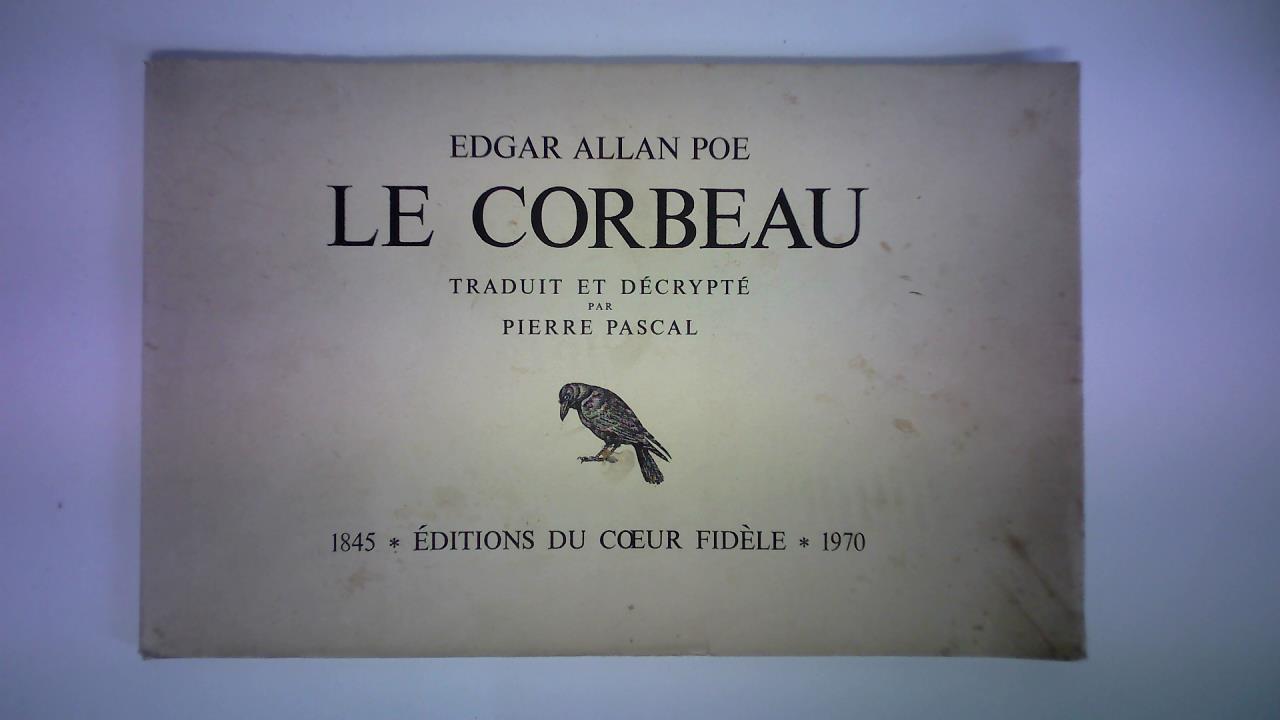 EDGAR ALLAN POE
LE CORBEAU
TRADUIT ET DÉCRYPTÉ
PAR
PIERRE PASCAL
1845 * ÉDITIONS DU CŒUR FIDÈLE * 1970